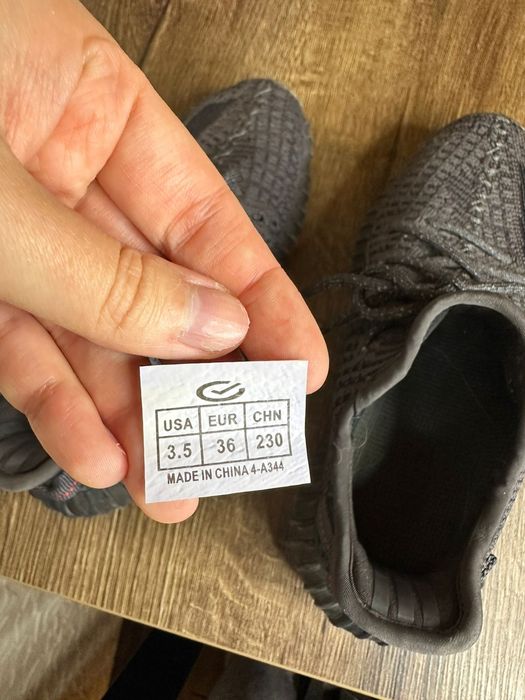 USA EUR CHN
3.5 36 230
MADE IN CHINA 4-A344